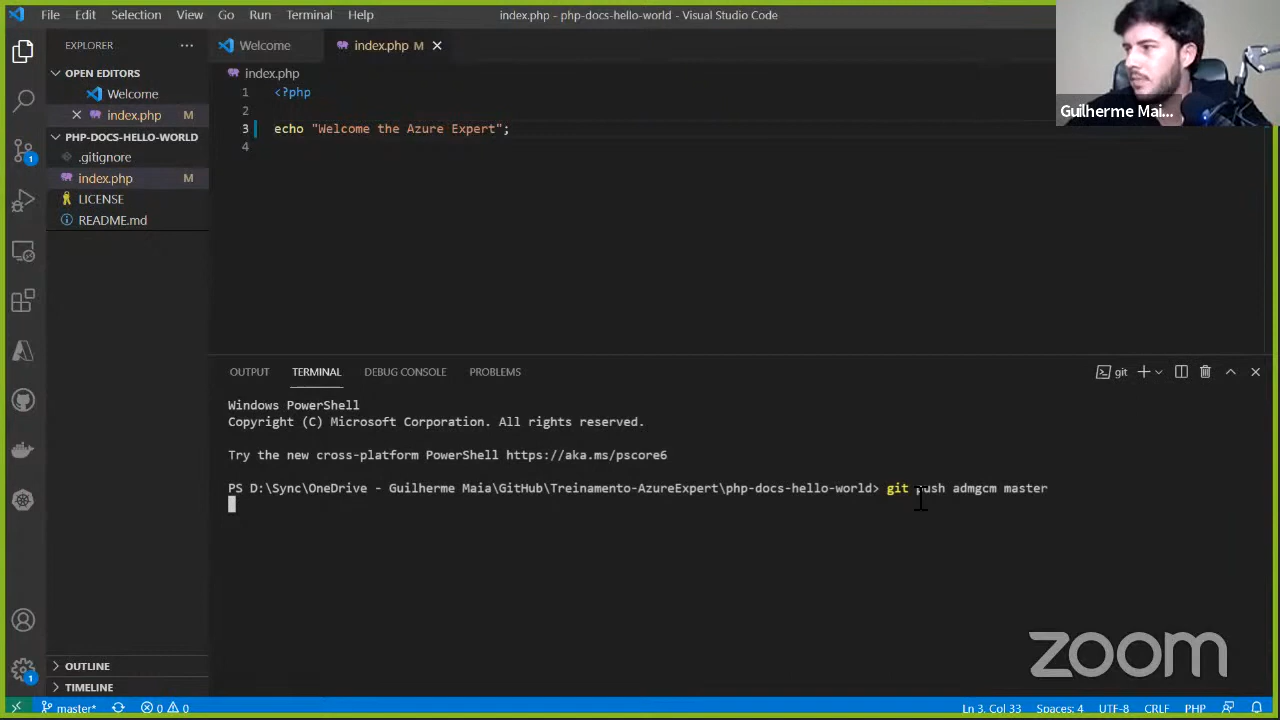 File Edit Selection View Go Run Terminal Help
index.php - php-docs-hello-world - Visual Studio Code
EXPLORER
OPEN EDITORS
Welcome
index.php M
PHP-DOCS-HELLO-WORLD
.gitignore
index.php M
LICENSE
README.md
OUTLINE
TIMELINE
1
1
Welcome
index.php M
index.php
1 <?php
2
3 echo "Welcome the Azure Expert";
4
Guilherme Mai...
OUTPUT TERMINAL DEBUG CONSOLE PROBLEMS
git
Windows PowerShell
Copyright (C) Microsoft Corporation. All rights reserved.
Try the new cross-platform PowerShell https://aka.ms/pscore6
PS D:\Sync\OneDrive - Guilherme Maia\GitHub\Treinamento-AzureExpert\php-docs-hello-world> git push admgcm master
zoom
master* 0 0
Ln 3, Col 33 Spaces: 4 UTF-8 CRLF PHP